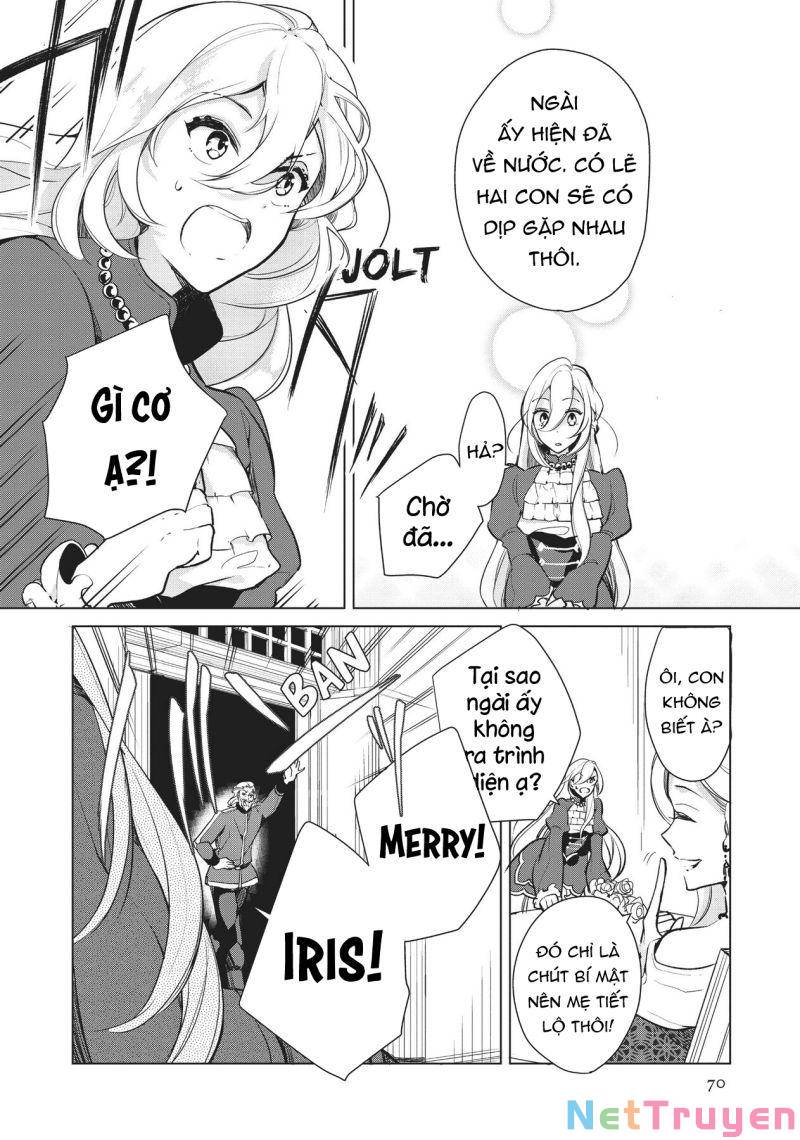 NGÀI
ẤY HIỆN ĐÃ
VỀ NƯỚC. CÓ LẼ
HAI CON SẼ CÓ
DỊP GẶP NHAU
THÔI.
HẢ?
Chờ
đã...
JOLT
GÌ CƠ
Ạ?!
ÔI, CON
KHÔNG
BIẾT À?
Tại sao
ngài ấy
không
ra trình
diện ạ?
ĐÓ CHỈ LÀ
CHÚT BÍ MẬT
NÊN MẸ TIẾT
LỘ THÔI!
BAN
MERRY!
IRIS!
70
NetTruyen